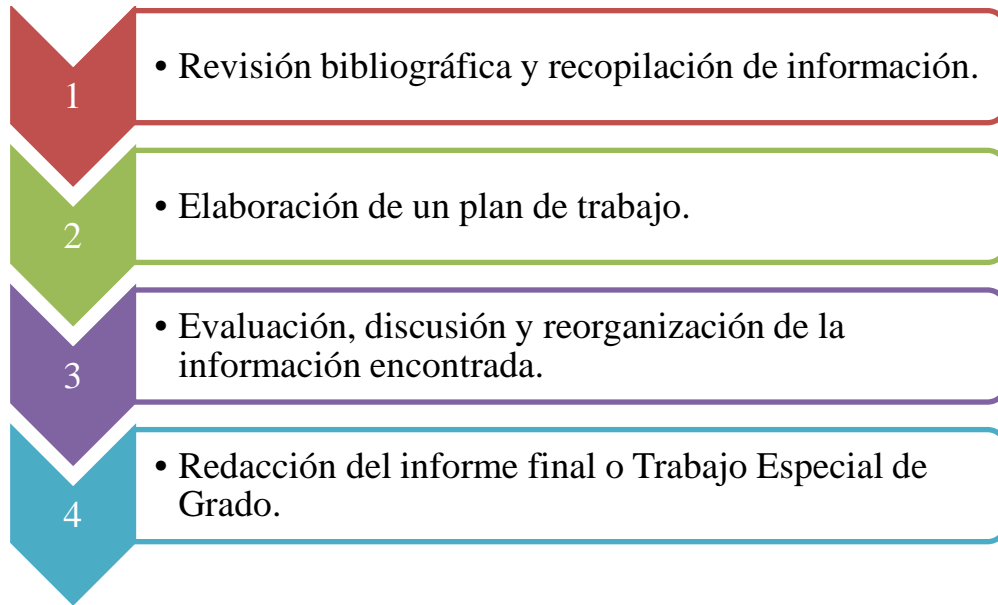 1
• Revisión bibliográfica y recopilación de información.
2
• Elaboración de un plan de trabajo.
3
• Evaluación, discusión y reorganización de la
información encontrada.
4
• Redacción del informe final o Trabajo Especial de
Grado.